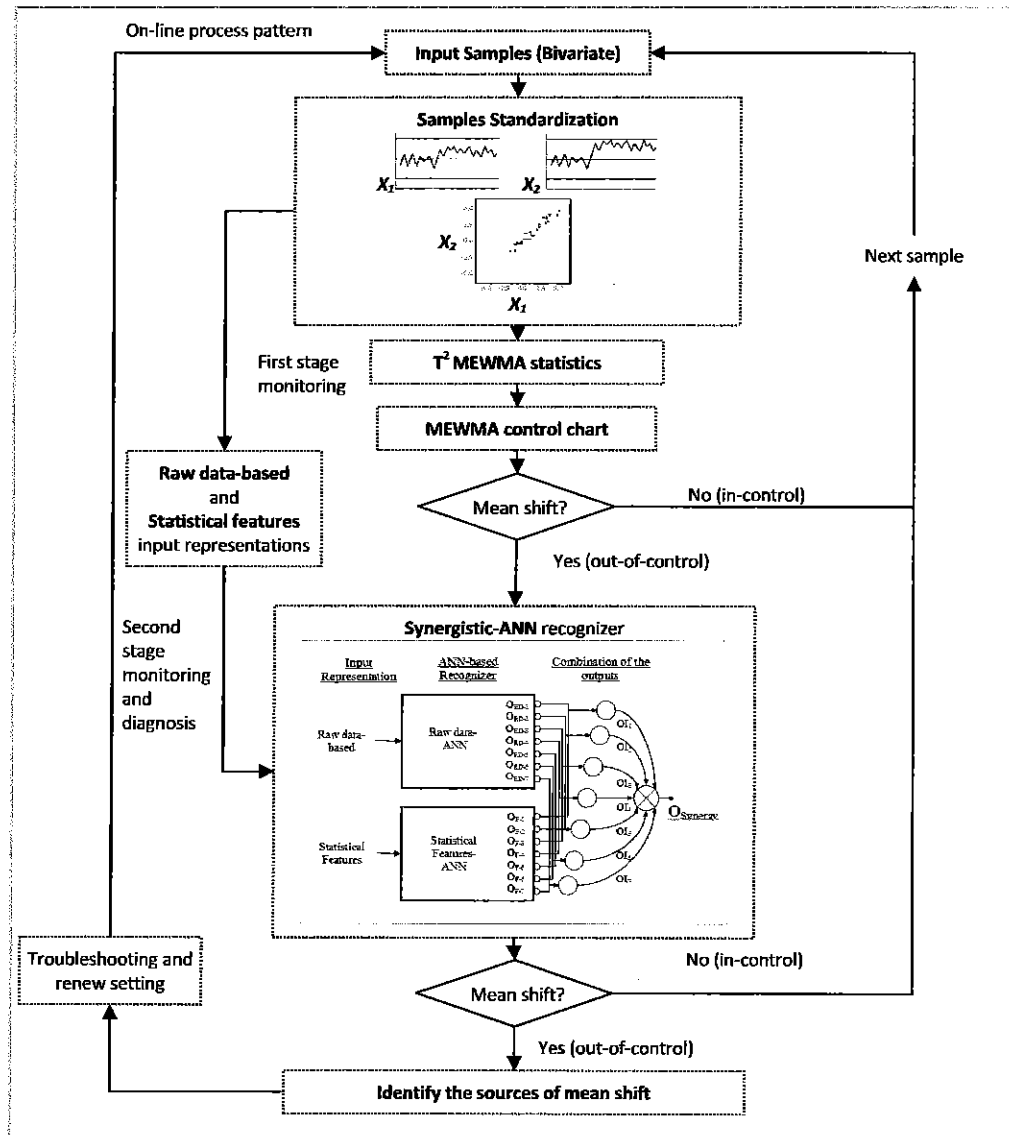 On-line process pattern
Input Samples (Bivariate)
Samples Standardization
X1
X2
X2
X1
Next sample
First stage
monitoring
T2 MEWMA statistics
MEWMA control chart
Raw data-based
and
Statistical features
input representations
Mean shift?
No (in-control)
Yes (out-of-control)
Second
stage
monitoring
and
diagnosis
Synergistic-ANN recognizer
Input
Representation
ANN-based
Recognizer
Combination of the
outputs
Raw data-
based
Raw data-
ANN
Statistical
Features
Statistical
Features-
ANN
OSynergy
Troubleshooting and
renew setting
Mean shift?
No (in-control)
Yes (out-of-control)
Identify the sources of mean shift